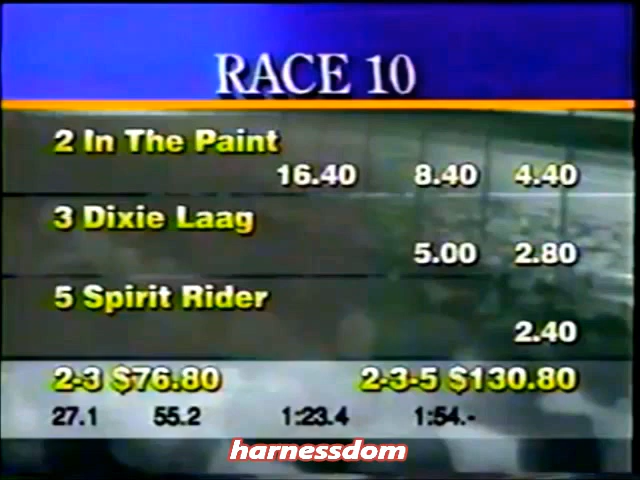 RACE 10
2 In The Paint
16.40 8.40 4.40
3 Dixie Laag
5.00 2.80
5 Spirit Rider
2.40
2-3 $76.80 2-3-5 $130.80
27.1 55.2 1:23.4 1:54.-
harnessdom